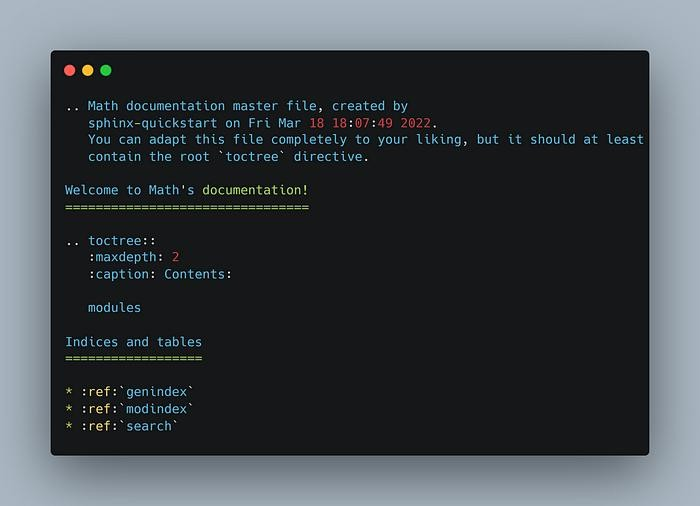 .. Math documentation master file, created by
   sphinx-quickstart on Fri Mar 18 18:07:49 2022.
   You can adapt this file completely to your liking, but it should at least
   contain the root `toctree` directive.

Welcome to Math's documentation!
================================

.. toctree::
   :maxdepth: 2
   :caption: Contents:

   modules

Indices and tables
==================

* :ref:`genindex`
* :ref:`modindex`
* :ref:`search`